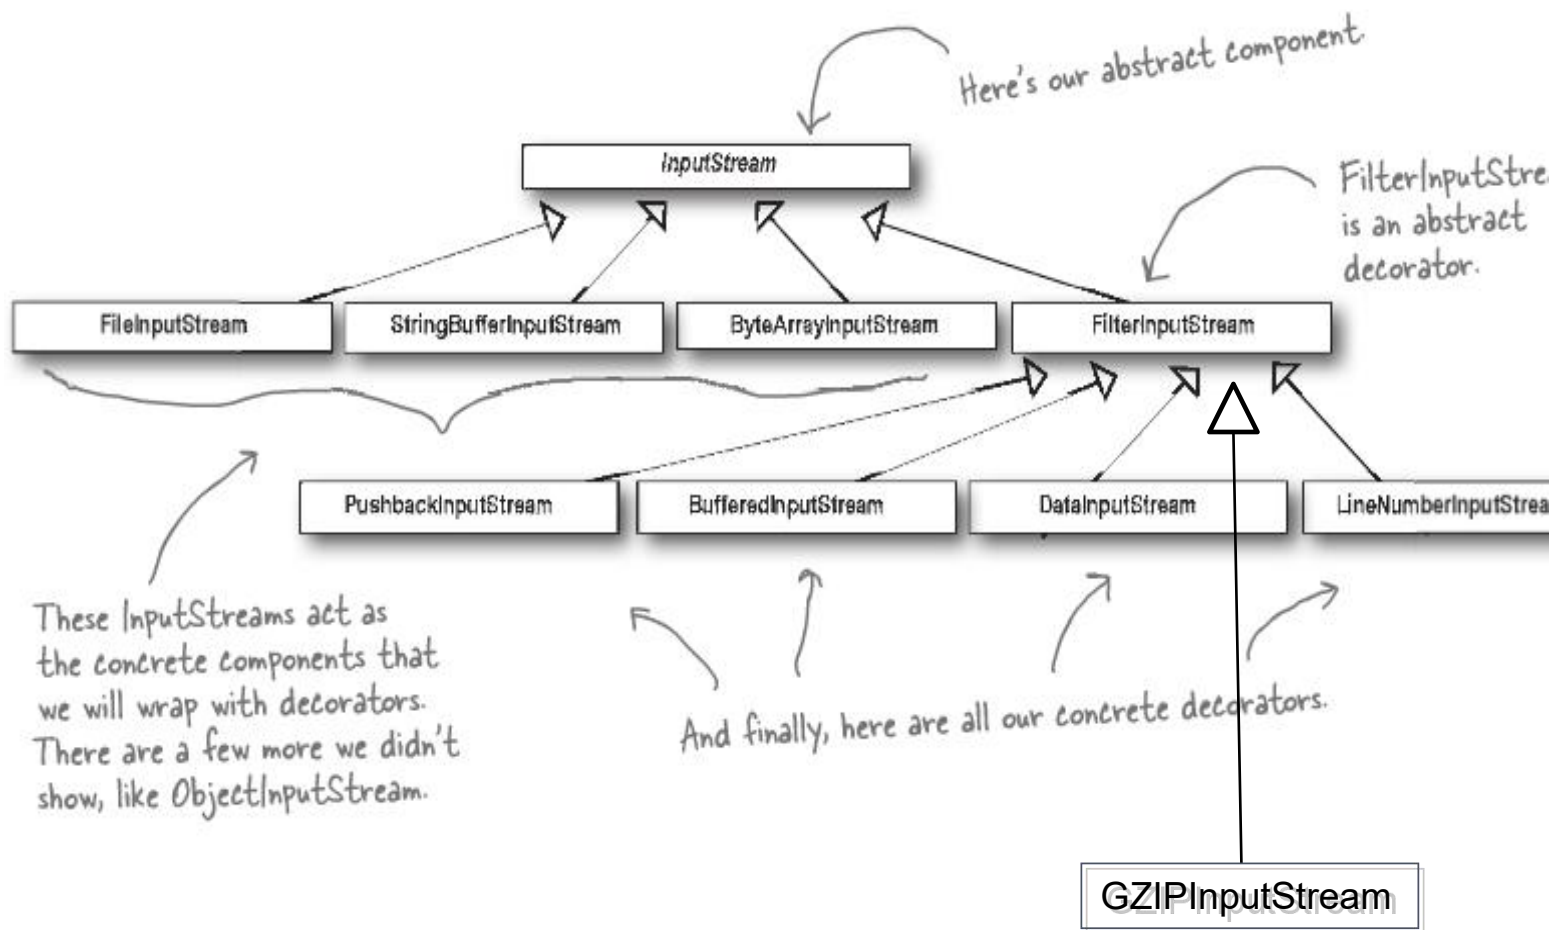 Here's our abstract component.
InputStream
FilterInputStrea
is an abstract
decorator.
FileInputStream
StringBufferInputStream
ByteArrayInputStream
FilterInputStream
PushbackInputStream
BufferedInputStream
DataInputStream
LineNumberInputStrea
These InputStreams act as
the concrete components that
we will wrap with decorators.
There are a few more we didn't
show, like ObjectInputStream.
And finally, here are all our concrete decorators.
GZIPInputStream